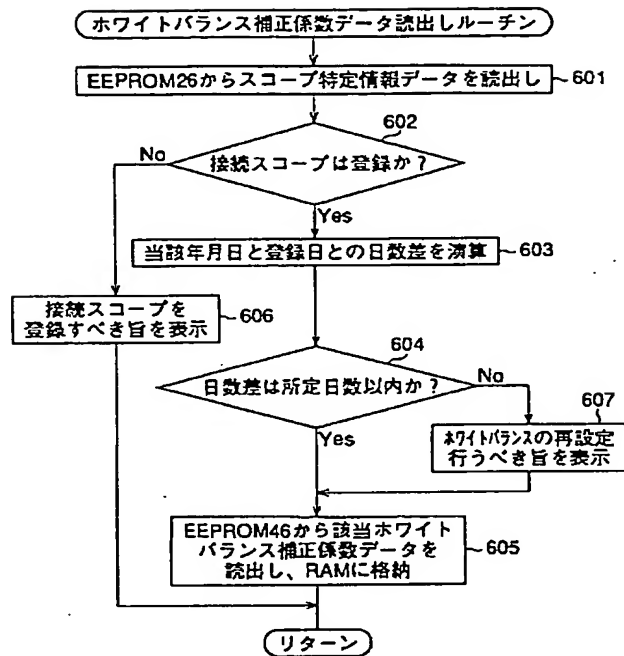 ホワイトバランス補正係数データ読出しルーチン
EEPROM26からスコープ特定情報データを読出し
601
602
No
接続スコープは登録か?
Yes
当該年月日と登録日との日数差を演算
603
接続スコープを
登録すべき旨を表示
606
604
日数差は所定日数以内か?
No
607
Yes
ホワイトバランスの再設定
行うべき旨を表示
EEPROM46から該当ホワイト
バランス補正係数データを
読出し、RAMに格納
605
リターン